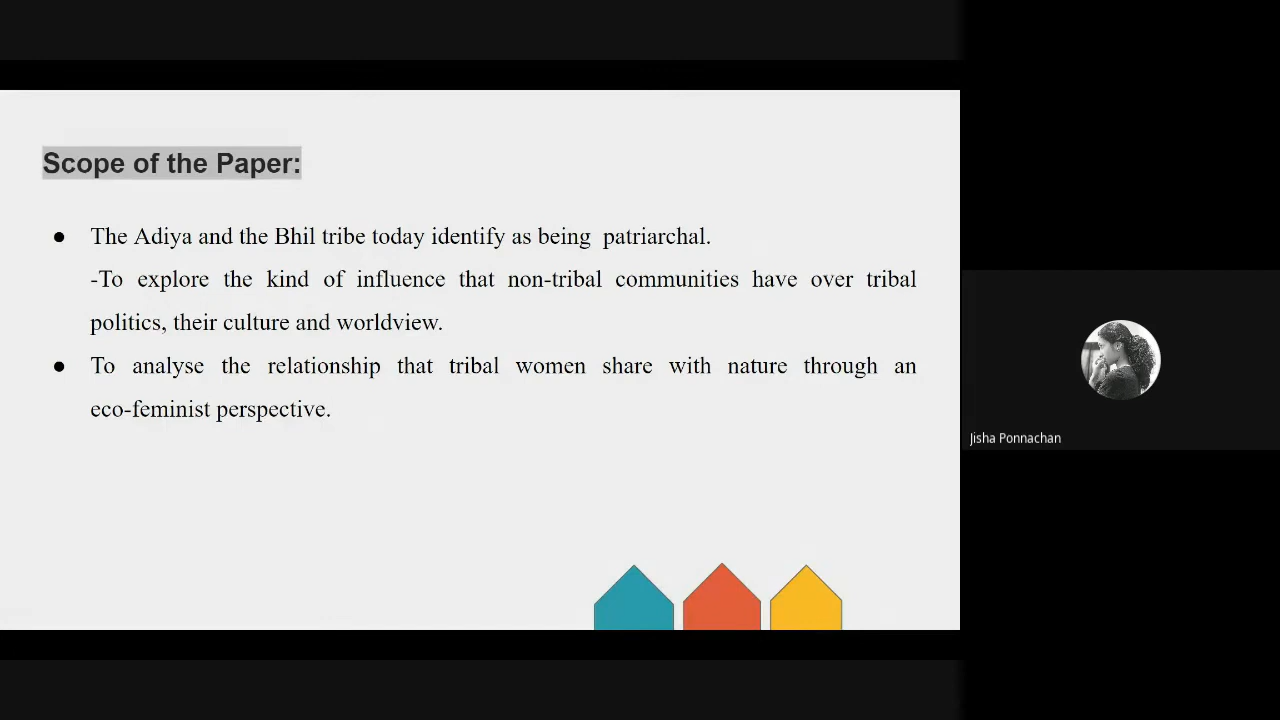 Scope of the Paper:
● The Adiya and the Bhil tribe today identify as being  patriarchal.
-To explore the kind of influence that non-tribal communities have over tribal
politics, their culture and worldview.
● To analyse the relationship that tribal women share with nature through an
eco-feminist perspective.
Jisha Ponnachan